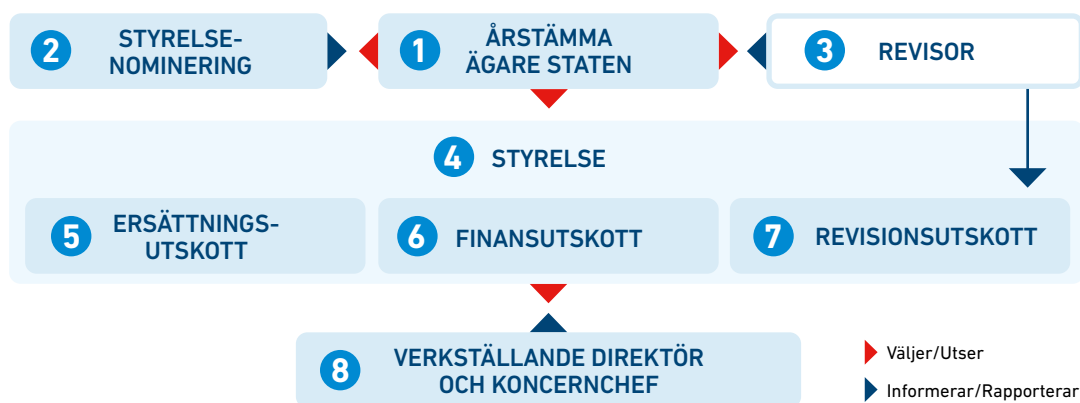 2 STYRELSE-
NOMINERING
1 ÅRSTÄMMA
ÄGARE STATEN
3 REVISOR
4 STYRELSE
5 ERSÄTTNINGS-
UTSKOTT
6 FINANSUTSKOTT
7 REVISIONSUTSKOTT
8 VERKSTÄLLANDE DIREKTÖR
OCH KONCERNCHEF
Väljer/Utser
Informerar/Rapporterar